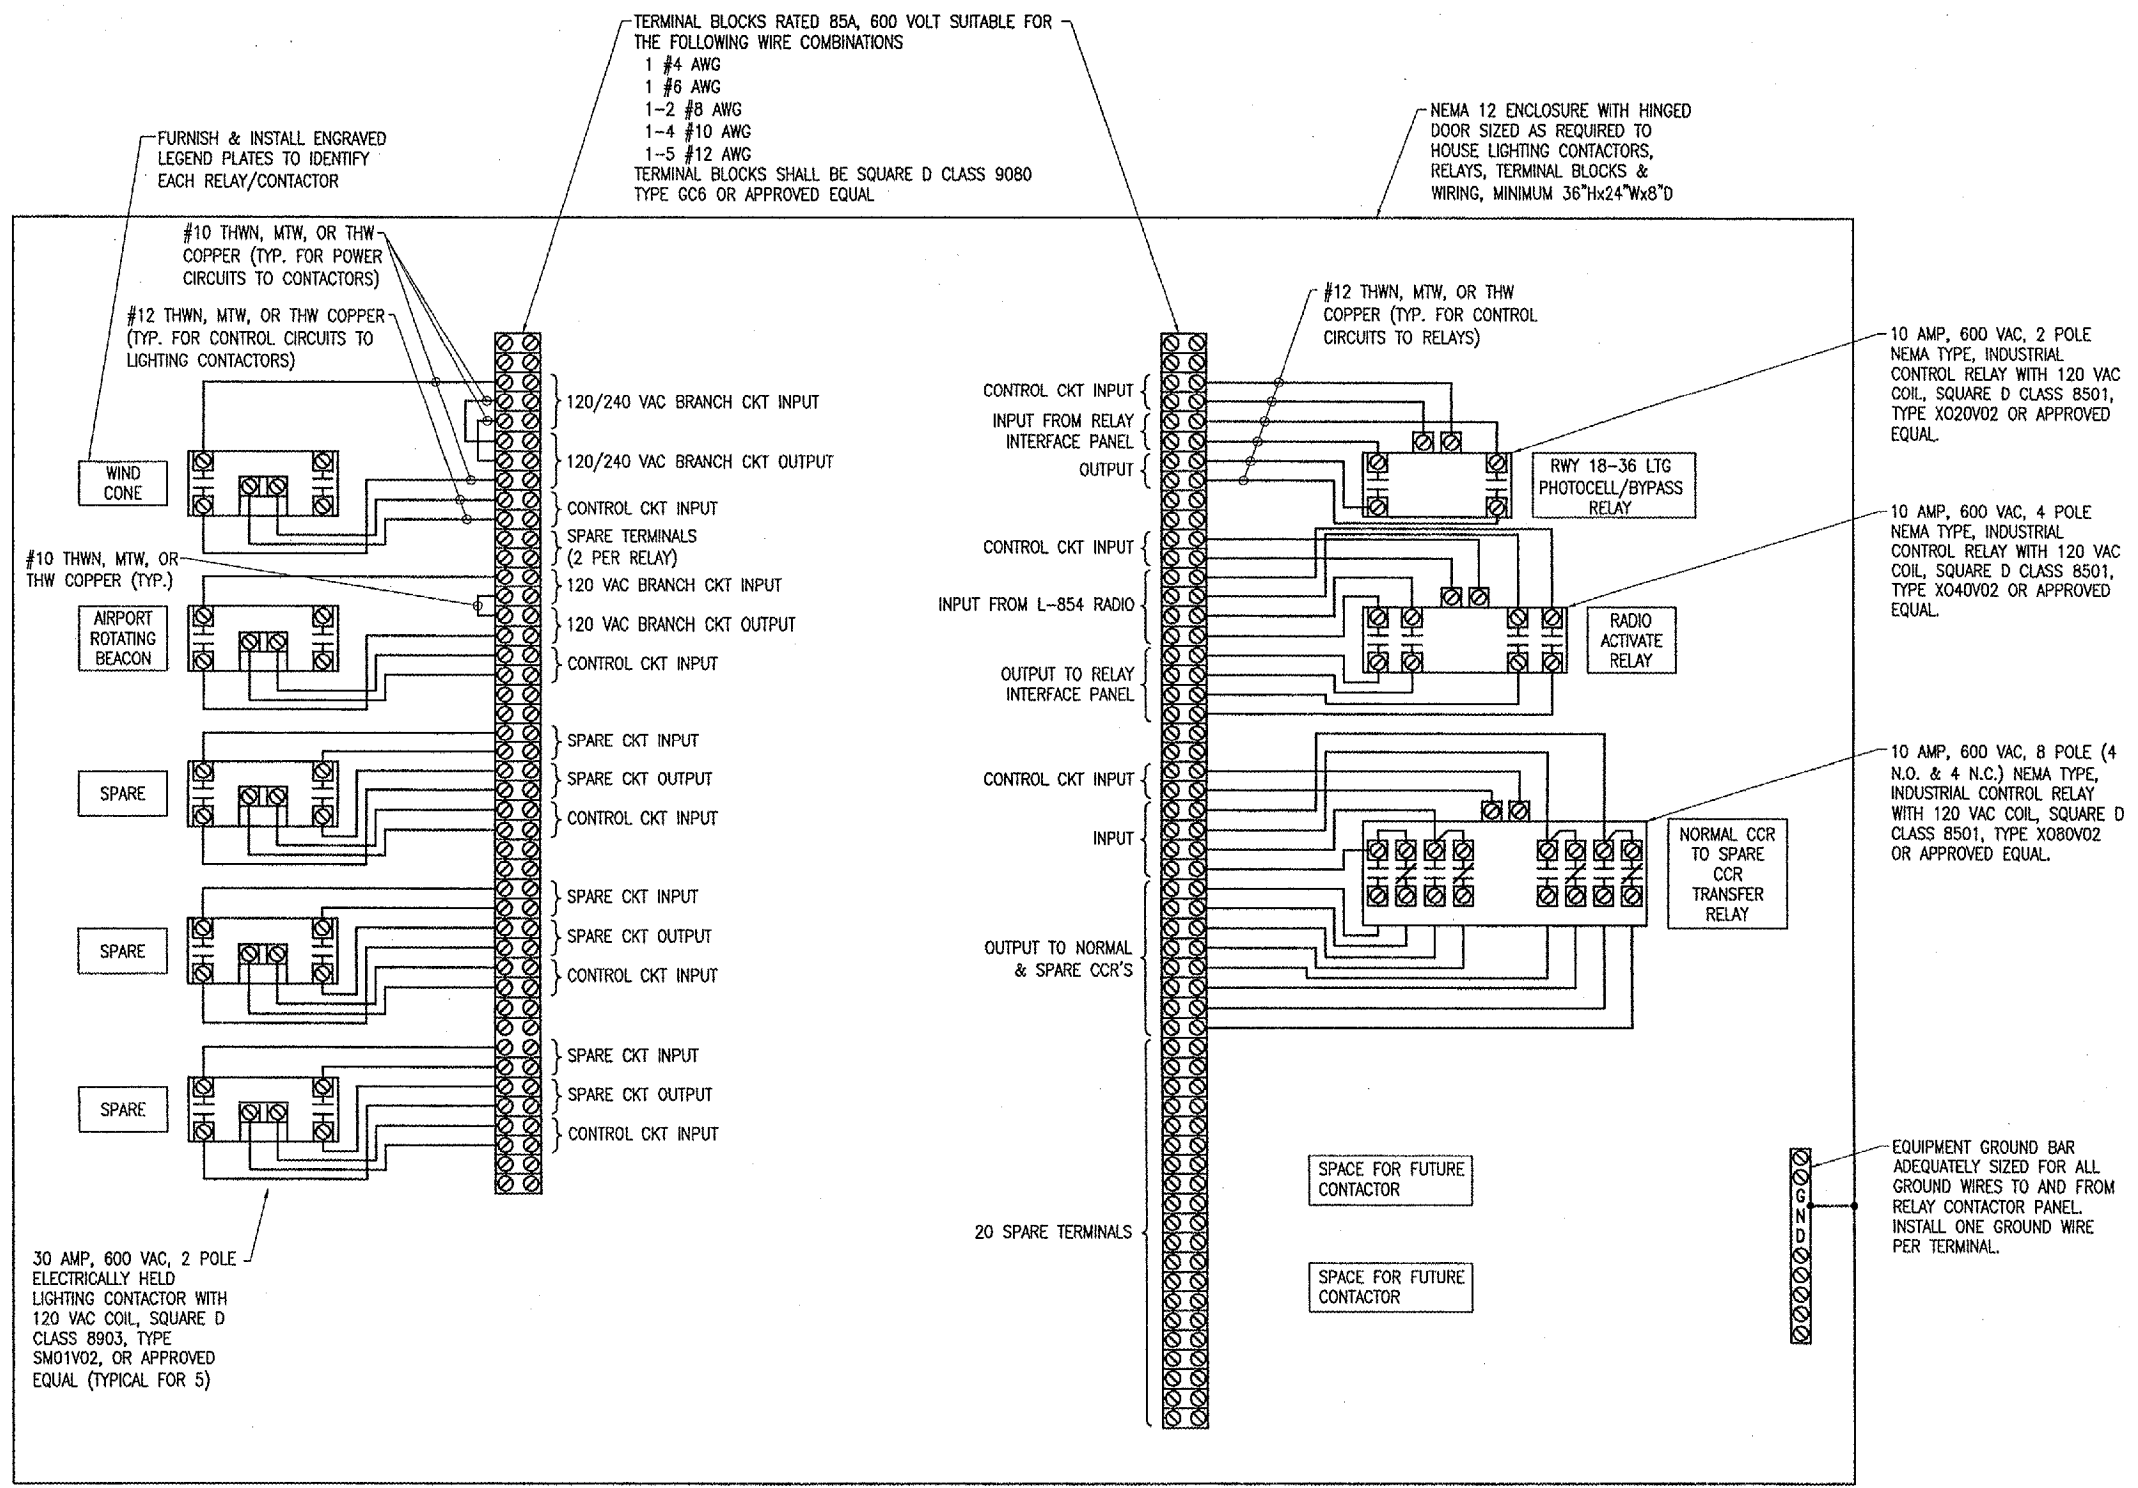 TERMINAL BLOCKS RATED 85A, 600 VOLT SUITABLE FOR
THE FOLLOWING WIRE COMBINATIONS
1 #4 AWG
1 #6 AWG
1-2 #8 AWG
1-4 #10 AWG
1-5 #12 AWG
TERMINAL BLOCKS SHALL BE SQUARE D CLASS 9080
TYPE GC6 OR APPROVED EQUAL
NEMA 12 ENCLOSURE WITH HINGED
DOOR SIZED AS REQUIRED TO
HOUSE LIGHTING CONTACTORS,
RELAYS, TERMINAL BLOCKS &
WIRING, MINIMUM 36"Hx24"Wx8"D
FURNISH & INSTALL ENGRAVED
LEGEND PLATES TO IDENTIFY
EACH RELAY/CONTACTOR
#10 THWN, MTW, OR THW
COPPER (TYP. FOR POWER
CIRCUITS TO CONTACTORS)
#12 THWN, MTW, OR THW COPPER
(TYP. FOR CONTROL CIRCUITS TO
LIGHTING CONTACTORS)
WIND
CONE
#10 THWN, MTW, OR
THW COPPER (TYP.)
AIRPORT
ROTATING
BEACON
SPARE
SPARE
SPARE
30 AMP, 600 VAC, 2 POLE
ELECTRICALLY HELD
LIGHTING CONTACTOR WITH
120 VAC COIL, SQUARE D
CLASS 8903, TYPE
SM01V02, OR APPROVED
EQUAL (TYPICAL FOR 5)
120/240 VAC BRANCH CKT INPUT
120/240 VAC BRANCH CKT OUTPUT
CONTROL CKT INPUT
SPARE TERMINALS
(2 PER RELAY)
120 VAC BRANCH CKT INPUT
120 VAC BRANCH CKT OUTPUT
CONTROL CKT INPUT
SPARE CKT INPUT
SPARE CKT OUTPUT
CONTROL CKT INPUT
SPARE CKT INPUT
SPARE CKT OUTPUT
CONTROL CKT INPUT
SPARE CKT INPUT
SPARE CKT OUTPUT
CONTROL CKT INPUT
CONTROL CKT INPUT
INPUT FROM RELAY
INTERFACE PANEL
OUTPUT
CONTROL CKT INPUT
INPUT FROM L-854 RADIO
OUTPUT TO RELAY
INTERFACE PANEL
CONTROL CKT INPUT
INPUT
OUTPUT TO NORMAL
& SPARE CCR'S
20 SPARE TERMINALS
#12 THWN, MTW, OR THW
COPPER (TYP. FOR CONTROL
CIRCUITS TO RELAYS)
RWY 18-36 LTG
PHOTOCELL/BYPASS
RELAY
RADIO
ACTIVATE
RELAY
NORMAL CCR
TO SPARE
CCR
TRANSFER
RELAY
SPACE FOR FUTURE
CONTACTOR
SPACE FOR FUTURE
CONTACTOR
GND
10 AMP, 600 VAC, 2 POLE
NEMA TYPE, INDUSTRIAL
CONTROL RELAY WITH 120 VAC
COIL, SQUARE D CLASS 8501,
TYPE XO20V02 OR APPROVED
EQUAL.
10 AMP, 600 VAC, 4 POLE
NEMA TYPE, INDUSTRIAL
CONTROL RELAY WITH 120 VAC
COIL, SQUARE D CLASS 8501,
TYPE XO40V02 OR APPROVED
EQUAL.
10 AMP, 600 VAC, 8 POLE (4
N.O. & 4 N.C.) NEMA TYPE,
INDUSTRIAL CONTROL RELAY
WITH 120 VAC COIL, SQUARE D
CLASS 8501, TYPE XO80V02
OR APPROVED EQUAL.
EQUIPMENT GROUND BAR
ADEQUATELY SIZED FOR ALL
GROUND WIRES TO AND FROM
RELAY CONTACTOR PANEL.
INSTALL ONE GROUND WIRE
PER TERMINAL.